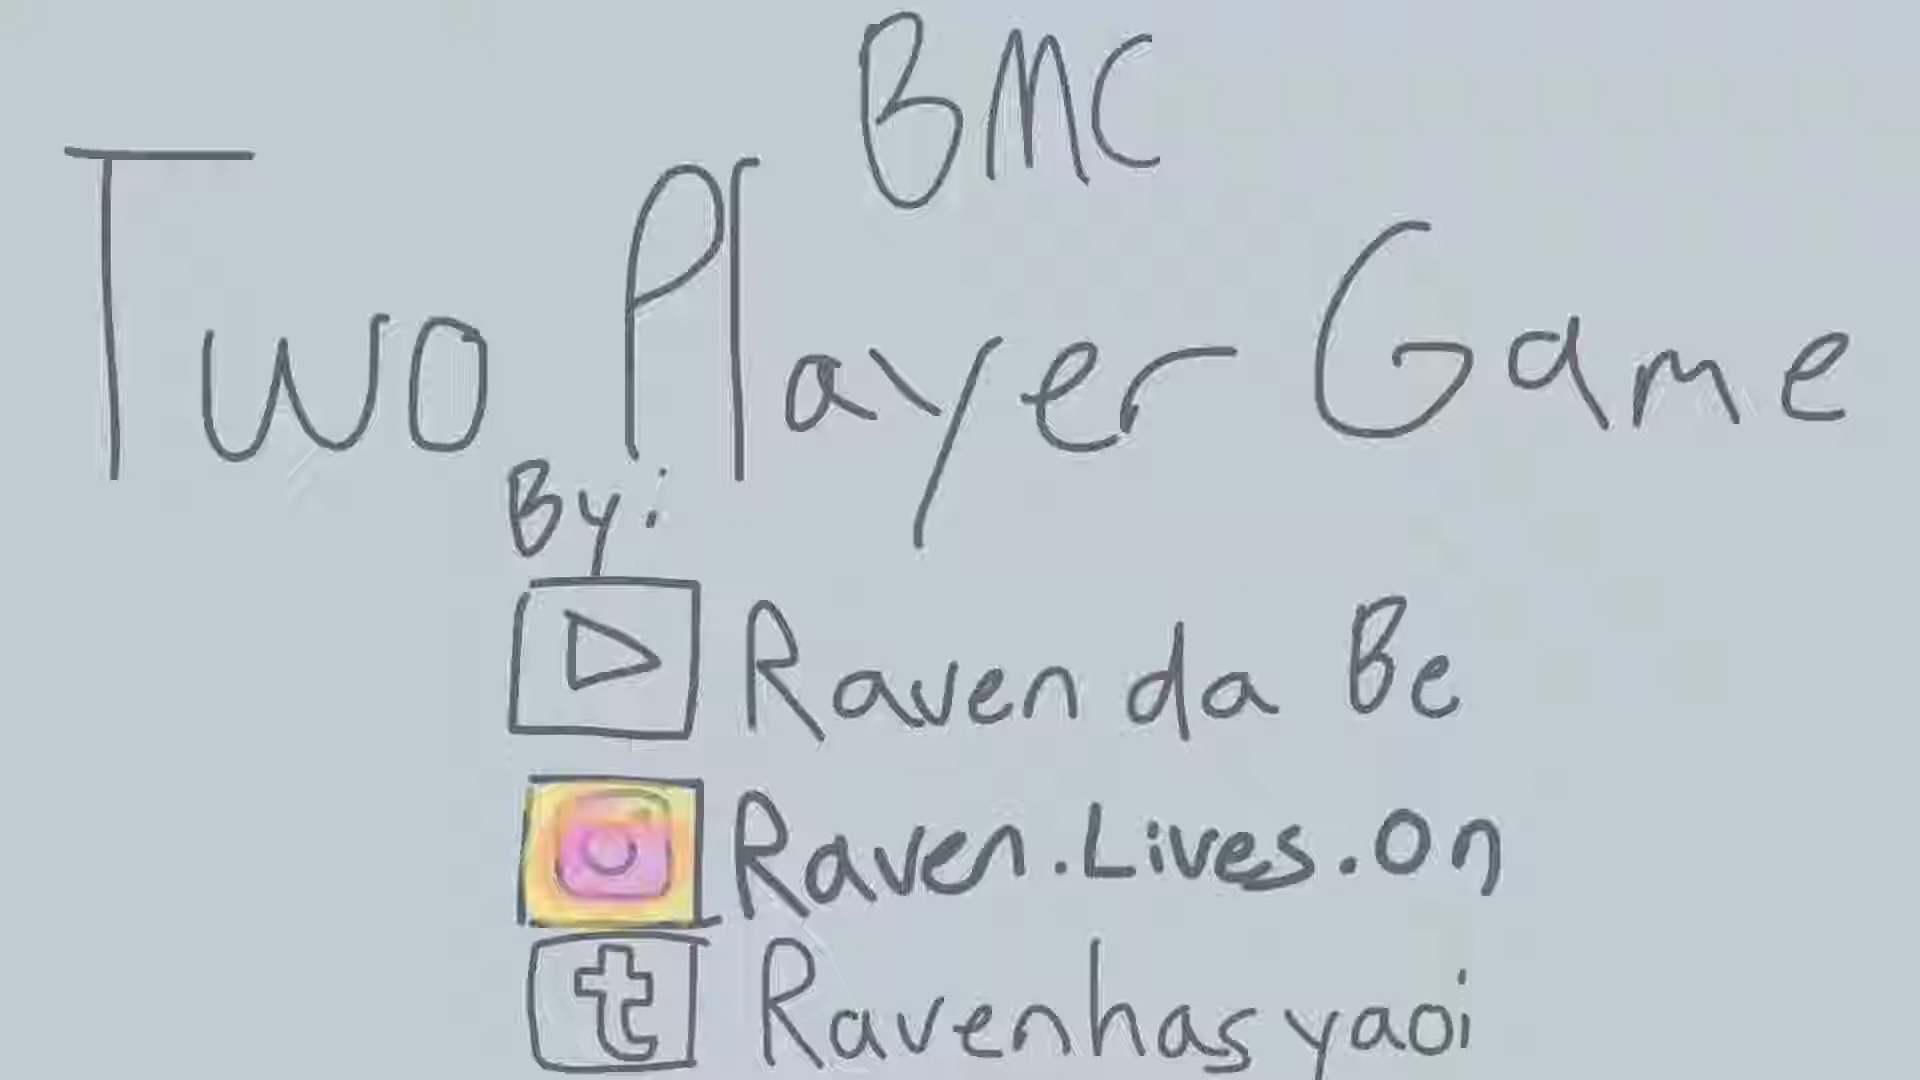 BMC
Two Player Game
By:
Raven da Be
Raven.Lives.on
t Ravenhasyaoi